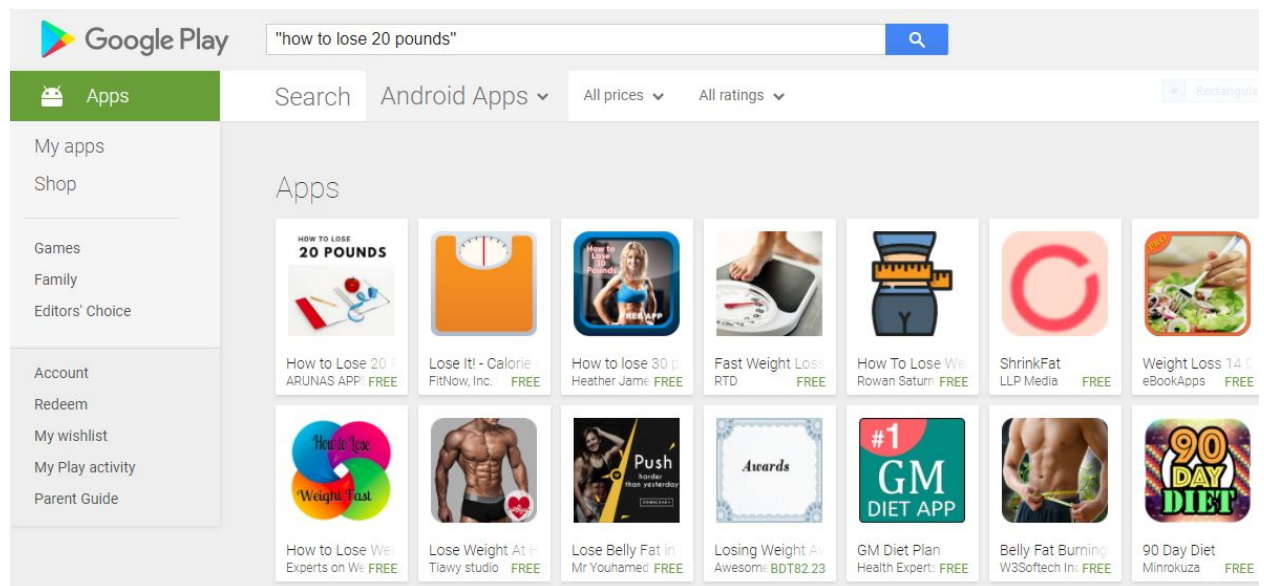 Google Play
"how to lose 20 pounds"
Apps
Search Android Apps All prices All ratings
My apps
Shop
Games
Family
Editors' Choice
Account
Redeem
My wishlist
My Play activity
Parent Guide
Apps
HOW TO LOSE
20 POUNDS
How to
Lose
30
Pounds
FREE APP
PRO
How to Lose 20
ARUNAS APP FREE
Lose It! - Calorie
FitNow, Inc. FREE
How to lose 30 p
Heather Jame FREE
Fast Weight Loss
RTD FREE
How To Lose We
Rowan Saturn FREE
ShrinkFat
LLP Media FREE
Weight Loss 14
eBookApps FREE
How to Lose
Weight Fast
Push
harder
than yesterday
DOWNLOAD
Awards
#1
GM
DIET APP
90
DAY
DIET
How to Lose Wei
Experts on We FREE
Lose Weight At H
Tiawy studio FREE
Lose Belly Fat in
Mr Youhamed FREE
Losing Weight A
Awesome BDT82.23
GM Diet Plan
Health Expert FREE
Belly Fat Burning
W3Softech Inc FREE
90 Day Diet
Minrokuza FREE